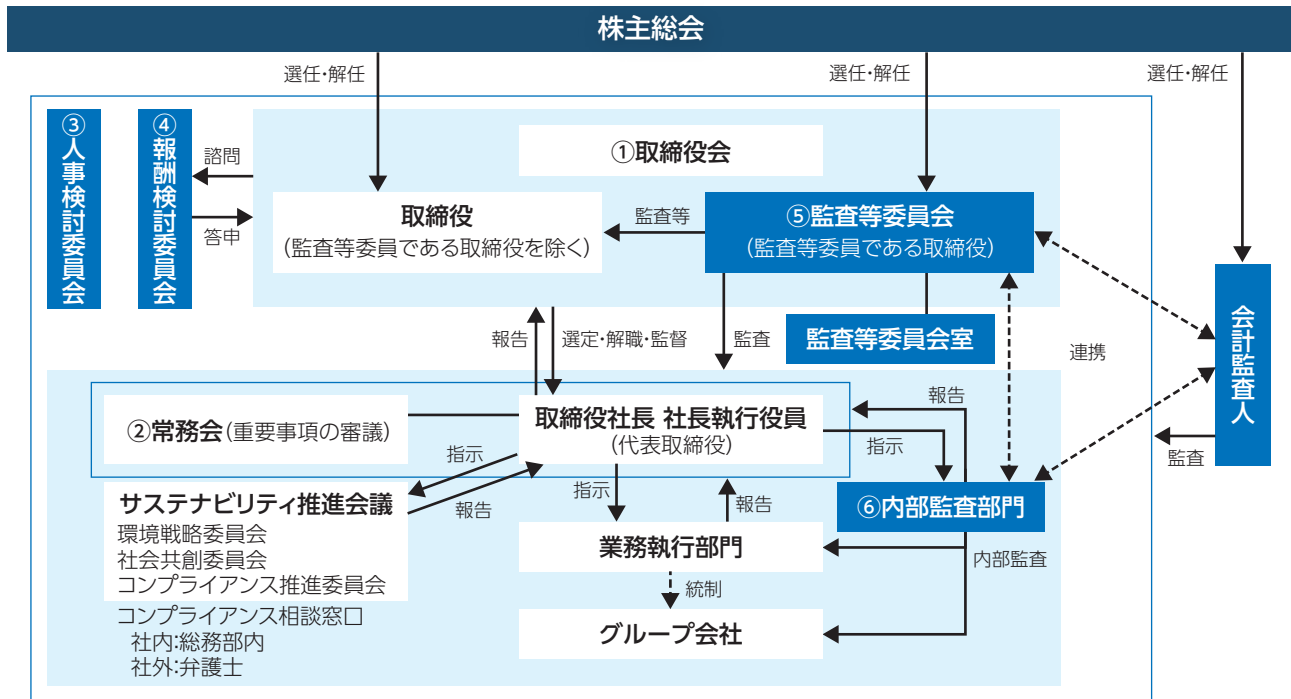 株主総会
選任・解任
選任・解任
選任・解任
③人事検討委員会
④報酬検討委員会
諮問
答申
①取締役会
取締役
(監査等委員である取締役を除く)
監査等
⑤監査等委員会
(監査等委員である取締役)
報告
選定・解職・監督
監査
監査等委員会室
連携
会計監査人
監査
②常務会(重要事項の審議)
取締役社長 社長執行役員
(代表取締役)
報告
指示
指示
報告
指示
報告
サステナビリティ推進会議
環境戦略委員会
社会共創委員会
コンプライアンス推進委員会
コンプライアンス相談窓口
社内:総務部内
社外:弁護士
⑥内部監査部門
業務執行部門
内部監査
統制
グループ会社